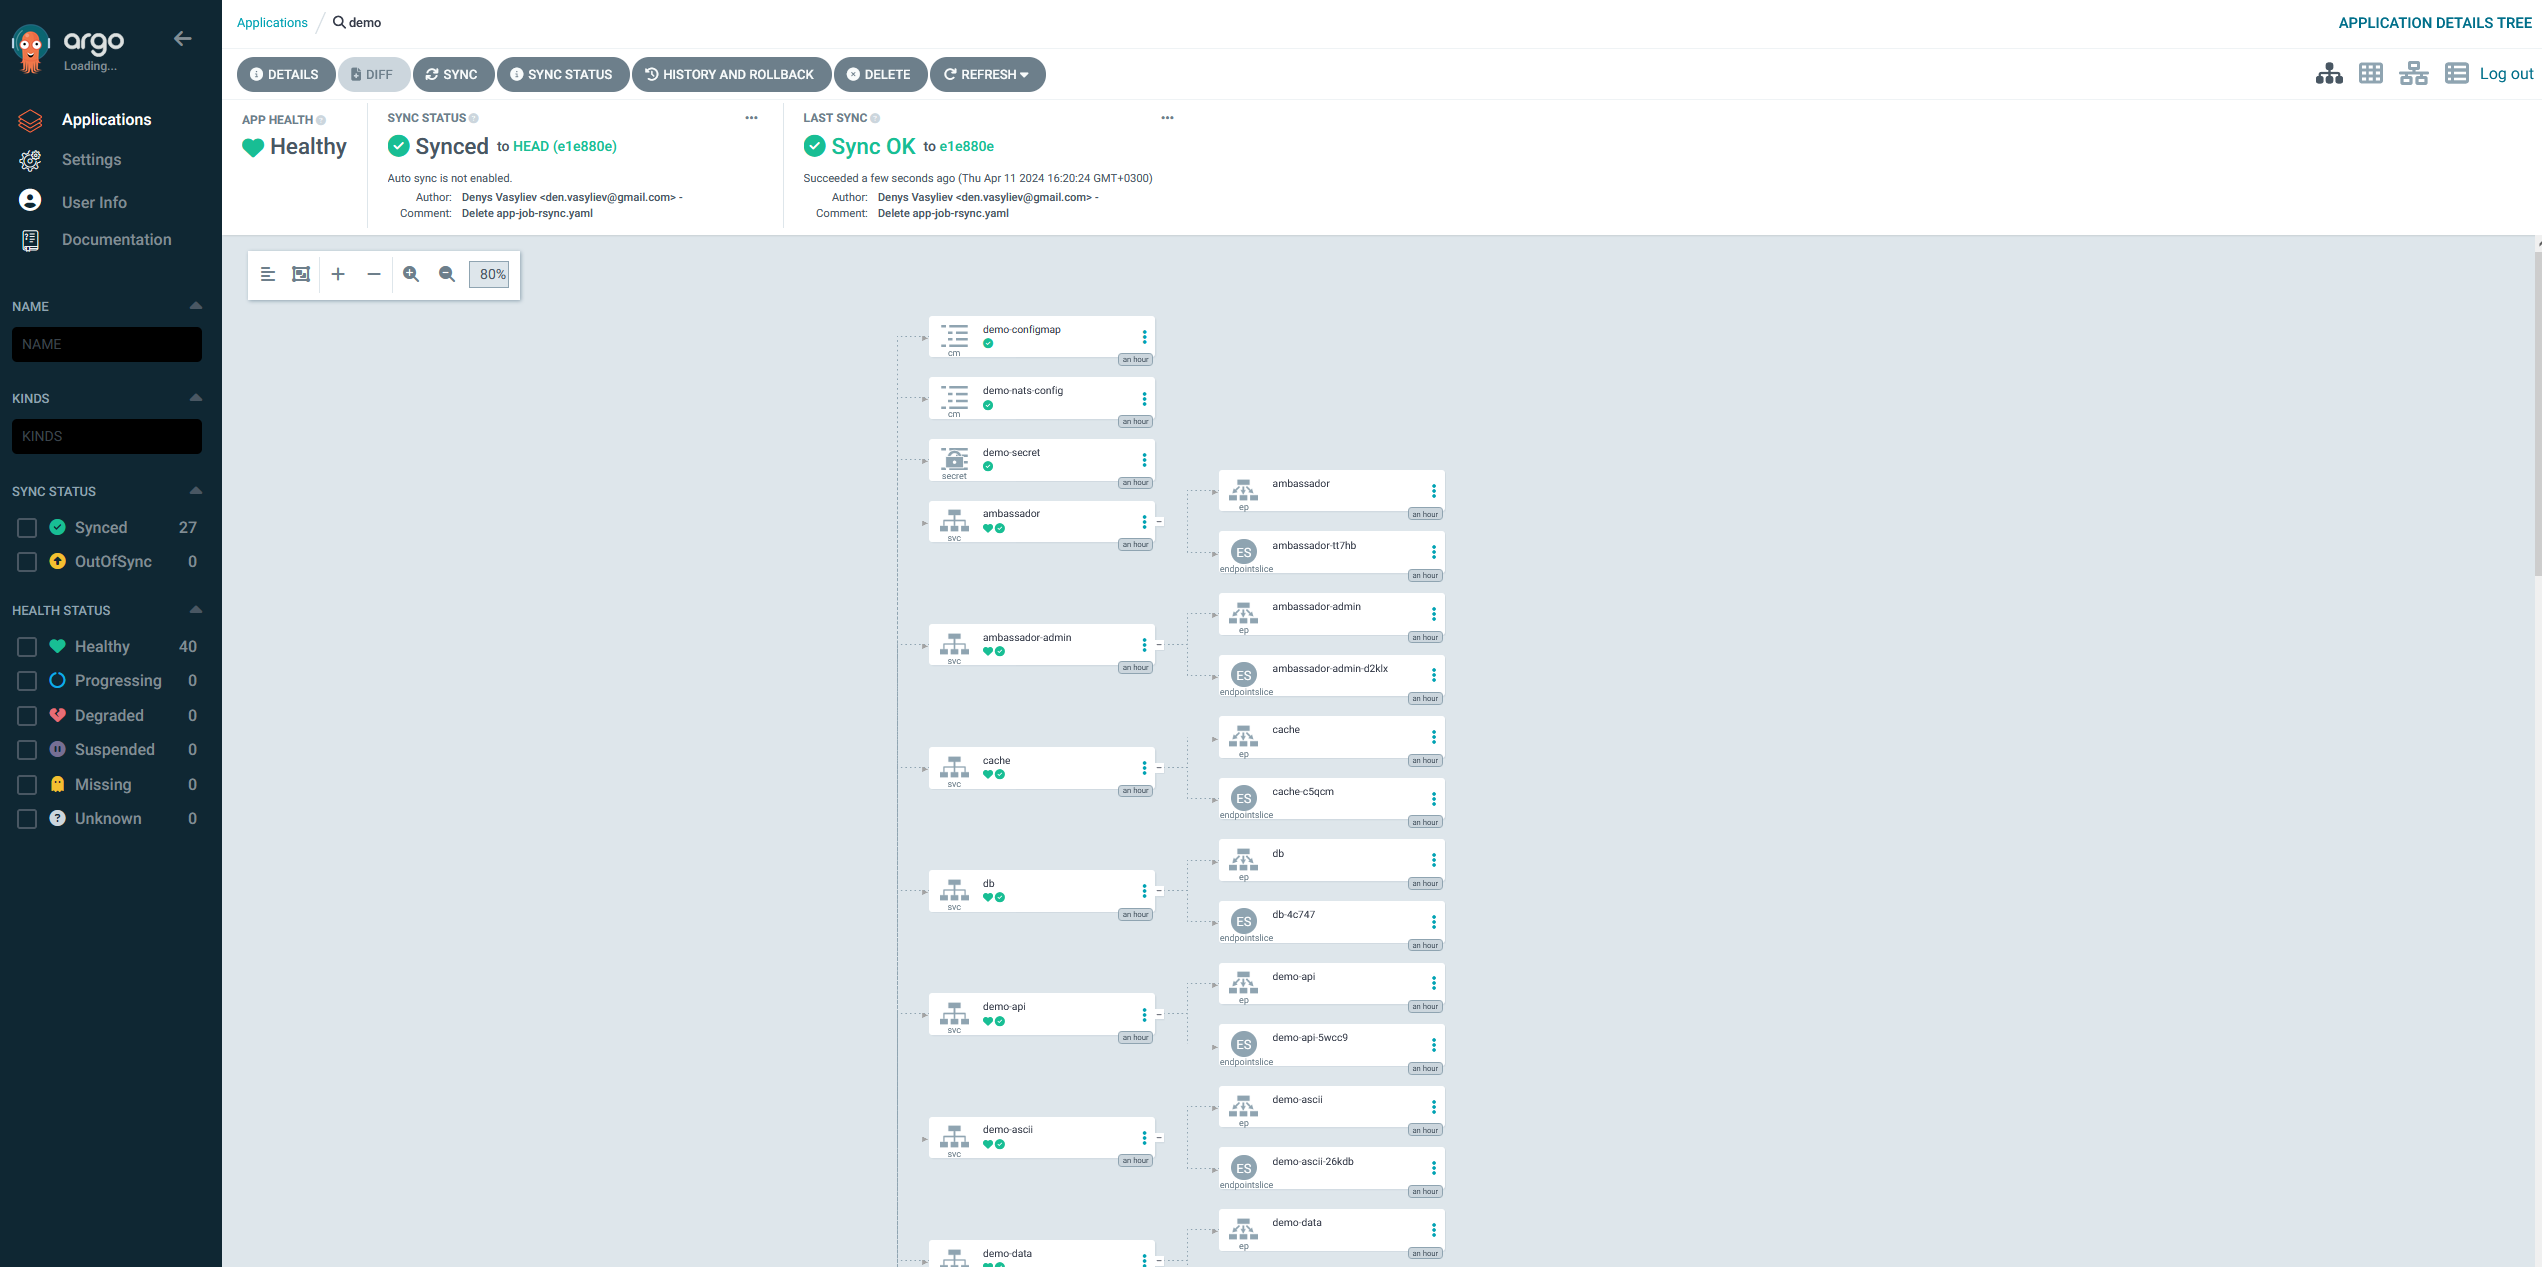 argo
Loading...
Applications
Settings
User Info
Documentation
NAME
NAME
KINDS
KINDS
SYNC STATUS
Synced 27
OutOfSync 0
HEALTH STATUS
Healthy 40
Progressing 0
Degraded 0
Suspended 0
Missing 0
Unknown 0
Applications / demo
APPLICATION DETAILS TREE
DETAILS DIFF SYNC SYNC STATUS HISTORY AND ROLLBACK DELETE REFRESH
Log out
APP HEALTH
Healthy
SYNC STATUS
Synced to HEAD (e1e880e)
Auto sync is not enabled.
Author: Denys Vasyliev <den.vasyliev@gmail.com> -
Comment: Delete app-job-rsync.yaml
LAST SYNC
Sync OK to e1e880e
Succeeded a few seconds ago (Thu Apr 11 2024 16:20:24 GMT+0300)
Author: Denys Vasyliev <den.vasyliev@gmail.com> -
Comment: Delete app-job-rsync.yaml
80%
demo-configmap
cm
an hour
demo-nats-config
cm
an hour
demo-secret
secret
an hour
ambassador
svc
an hour
ambassador
ep
an hour
ES
ambassador-tt7hb
endpointslice
an hour
ambassador-admin
svc
an hour
ambassador-admin
ep
an hour
ES
ambassador-admin-d2klx
endpointslice
an hour
cache
svc
an hour
cache
ep
an hour
ES
cache-c5qcm
endpointslice
an hour
db
svc
an hour
db
ep
an hour
ES
db-4c747
endpointslice
an hour
demo-api
svc
an hour
demo-api
ep
an hour
ES
demo-api-5wcc9
endpointslice
an hour
demo-ascii
svc
an hour
demo-ascii
ep
an hour
ES
demo-ascii-26kdb
endpointslice
an hour
demo-data
demo-data
ep
an hour